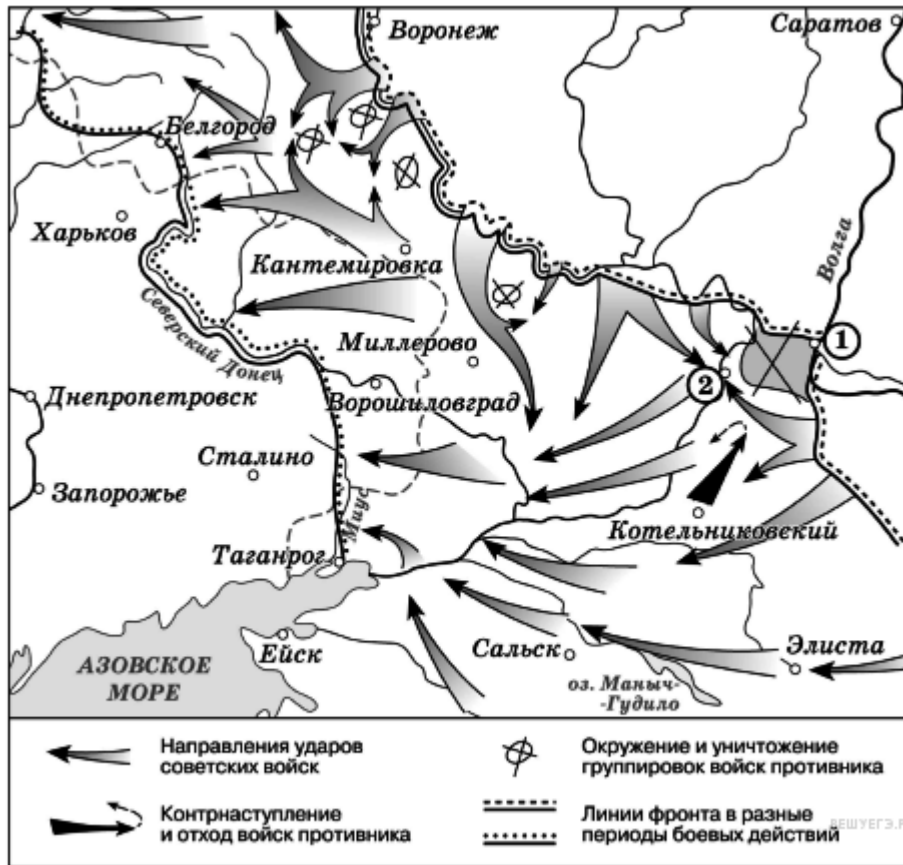 Воронеж
Саратов
Белгород
Волга
Харьков
Кантемировка
Северский Донец
Миллерово
1
2
Днепропетровск
Ворошиловград
Сталино
Запорожье
Миус
Котельниковский
Таганрог
Ейск
Сальск
Элиста
АЗОВСКОЕ
МОРЕ
оз. Маныч-
-Гудило
Направления ударов
советских войск
Окружение и уничтожение
группировок войск противника
Контрнаступление
и отход войск противника
Линии фронта в разные
периоды боевых действий